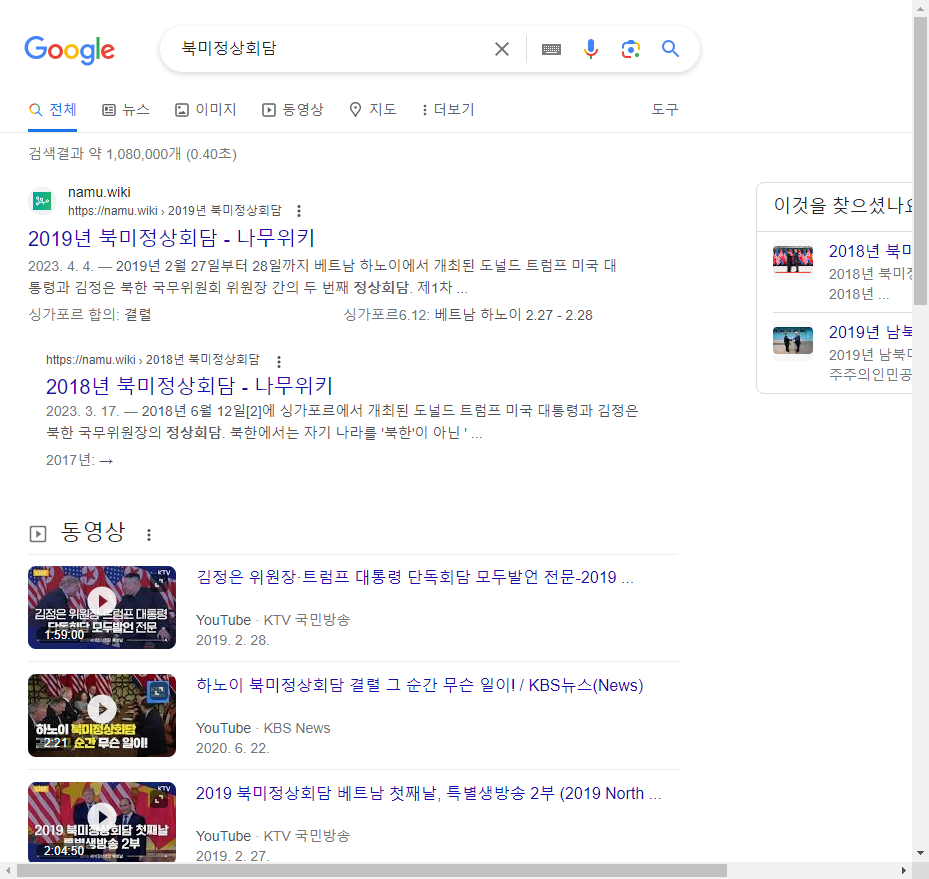 Google
북미정상회담
전체
뉴스
이미지
동영상
지도
더보기
도구
검색결과 약 1,080,000개 (0.40초)
namu.wiki
https://namu.wiki › 2019년 북미정상회담
2019년 북미정상회담 - 나무위키
2023. 4. 4. — 2019년 2월 27일부터 28일까지 베트남 하노이에서 개최된 도널드 트럼프 미국 대
통령과 김정은 북한 국무위원회 위원장 간의 두 번째 정상회담. 제1차 ...
싱가포르 합의: 결렬
싱가포르6.12: 베트남 하노이 2.27 - 2.28
https://namu.wiki › 2018년 북미정상회담
2018년 북미정상회담 - 나무위키
2023. 3. 17. — 2018년 6월 12일[2]에 싱가포르에서 개최된 도널드 트럼프 미국 대통령과 김정은
북한 국무위원장의 정상회담. 북한에서는 자기 나라를 '북한'이 아닌 ' ...
2017년: →
이것을 찾으셨나요
2018년 북미
2018년 북미정
2018년 ...
2019년 남북
2019년 남북미
주주의인민공
동영상
LIVE
KTV
김정은 위원장·트럼프 대통령
단독회담 모두발언 전문
1:59:00
김정은 위원장·트럼프 대통령 단독회담 모두발언 전문-2019 ...
YouTube · KTV 국민방송
2019. 2. 28.
하노이 북미정상회담
결렬 그 순간 무슨 일이!
2:21
하노이 북미정상회담 결렬 그 순간 무슨 일이! / KBS뉴스(News)
YouTube · KBS News
2020. 6. 22.
LIVE
KTV
2019 북미정상회담 첫째날
특별생방송 2부
2:04:50
2019 북미정상회담 베트남 첫째날, 특별생방송 2부 (2019 North ...
YouTube · KTV 국민방송
2019. 2. 27.